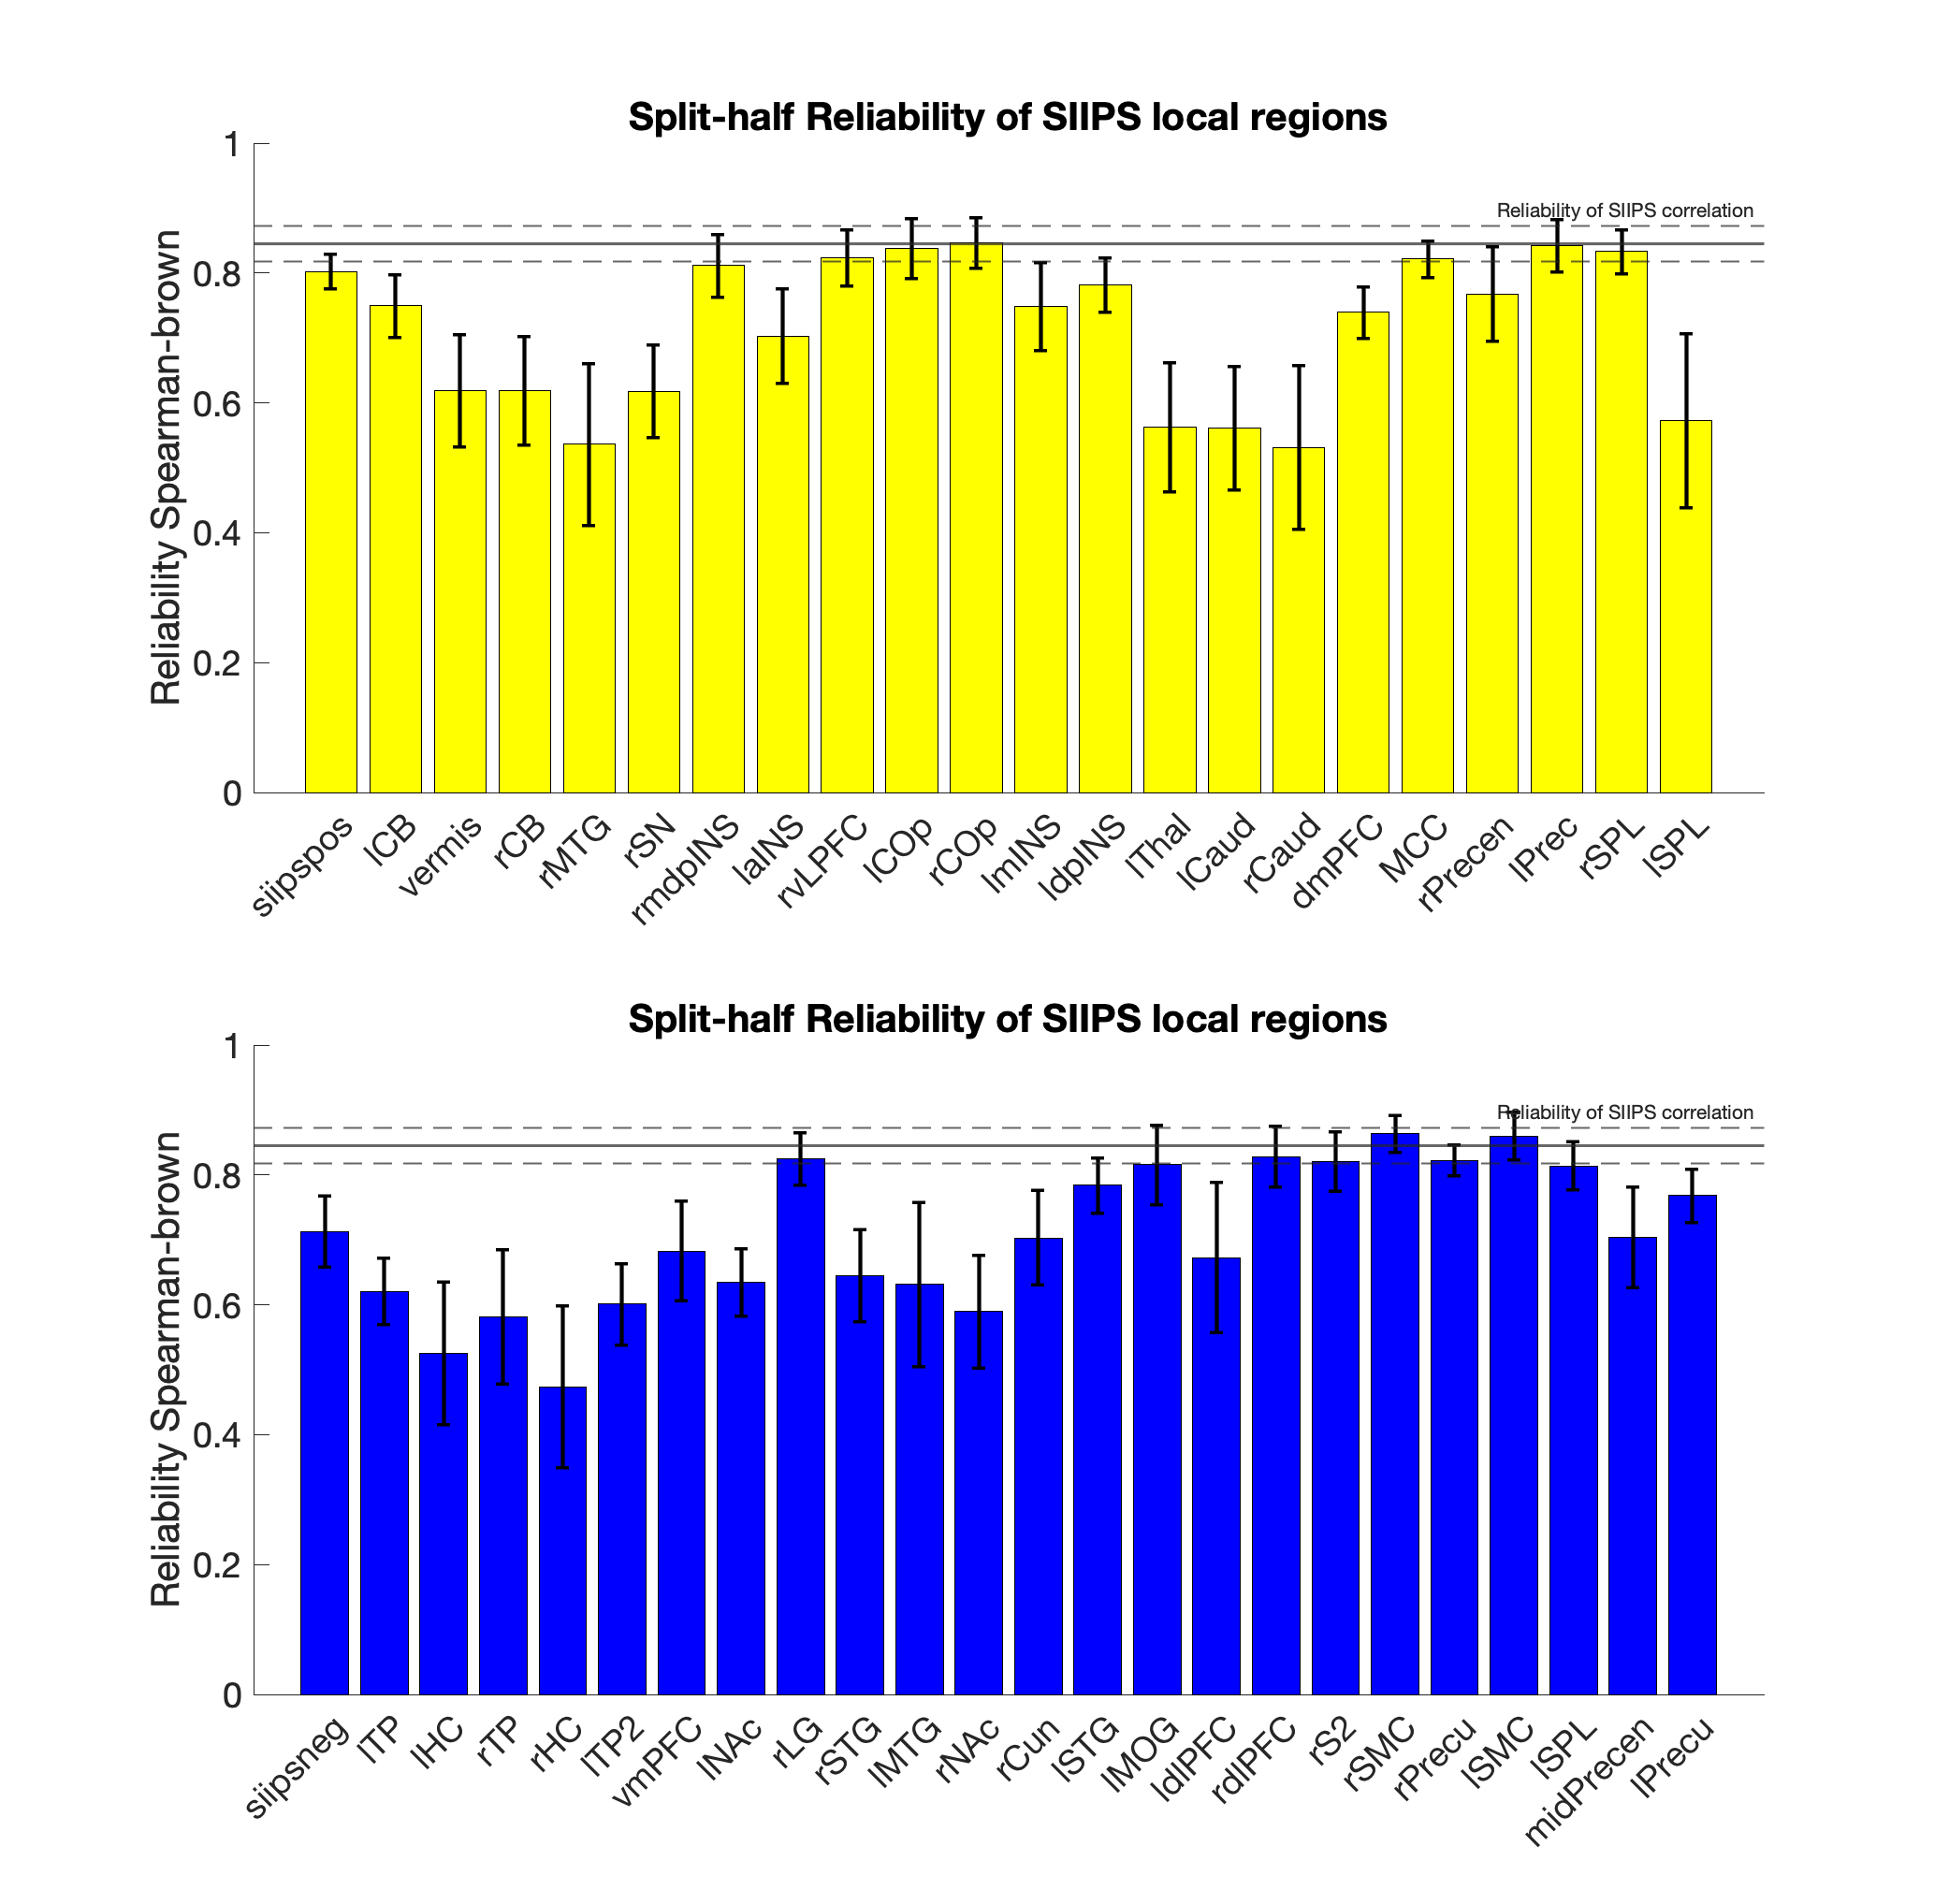 Split-half Reliability of SIIPS local regions
Reliability Spearman-brown
1
0.8
0.6
0.4
0.2
0
Reliability of SIIPS correlation
siipspos
lCB
vermis
rCB
rMTG
rSN
rmdpINS
laINS
rvLPFC
lCOp
rCOp
lmINS
ldpINS
lThal
lCaud
rCaud
dmPFC
MCC
rPrecen
lPrec
rSPL
lSPL
Split-half Reliability of SIIPS local regions
Reliability Spearman-brown
1
0.8
0.6
0.4
0.2
0
Reliability of SIIPS correlation
siipsneg
lTP
lHC
rTP
rHC
lTP2
vmPFC
lNAc
rLG
rSTG
lMTG
rNAc
rCun
lSTG
lMOG
ldlPFC
rdlPFC
rS2
rSMC
rPrecu
lSMC
lSPL
midPrecen
lPrecu